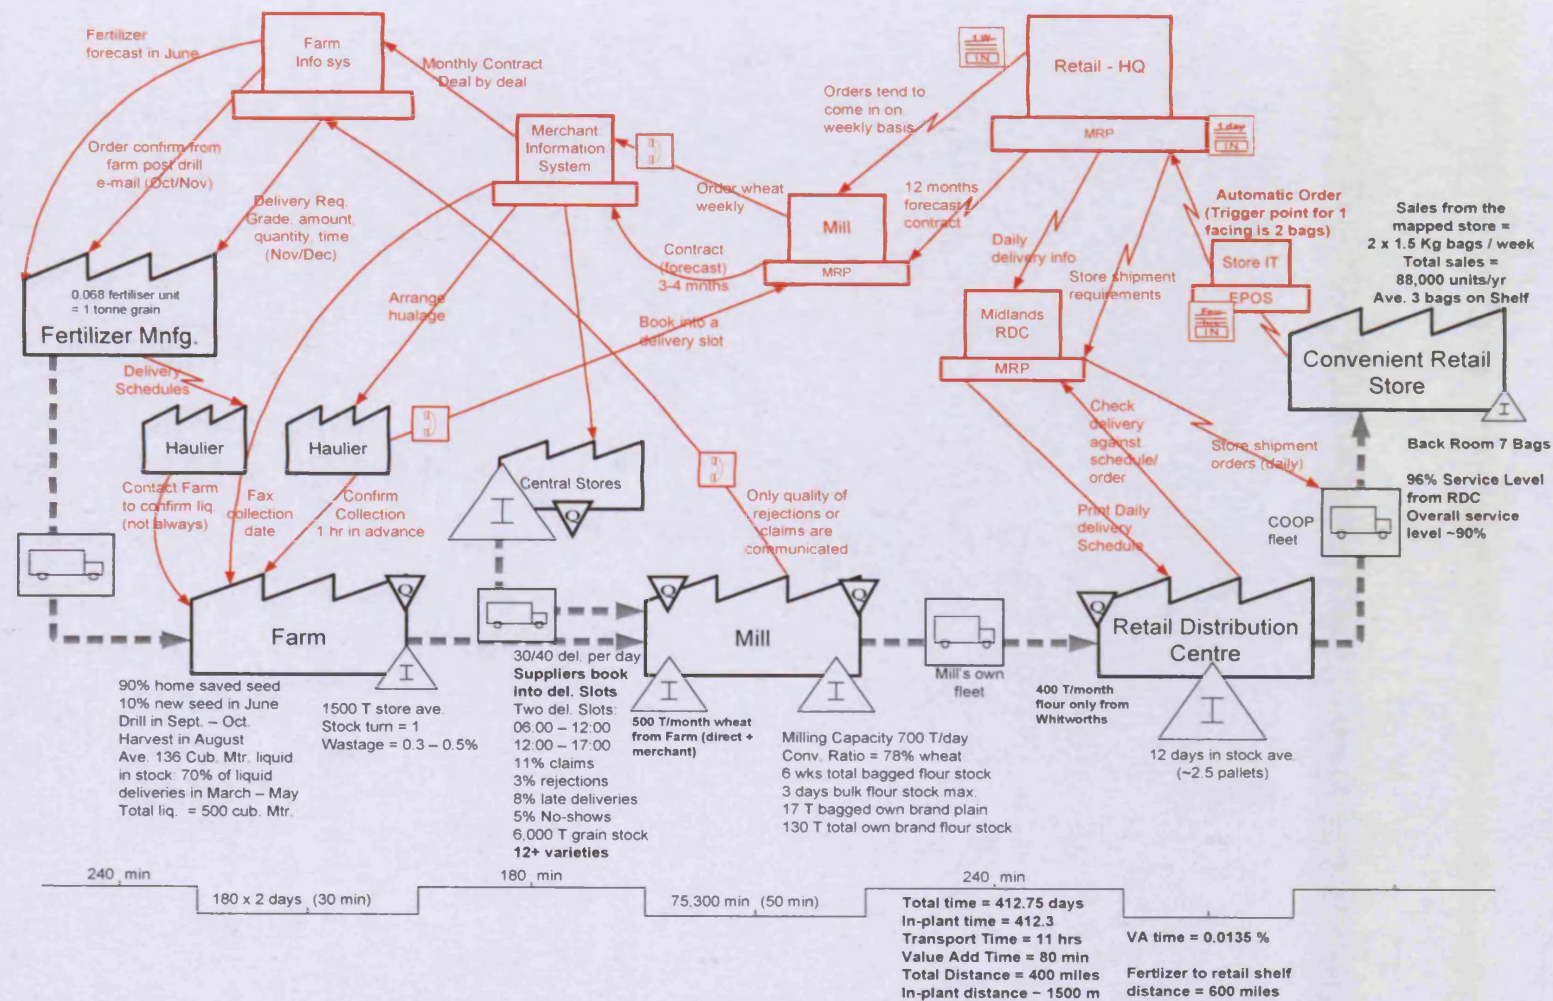 Fertilizer
forecast in June
Farm
Info sys
Monthly Contract
Deal by deal
1 W
IN
Retail - HQ
MRP
1 day
IN
Orders tend to
come in on
weekly basis
Merchant
Information
System
Order confirm from
farm post drill
e-mail (Oct/Nov)
Delivery Req.
Grade, amount,
quantity, time
(Nov/Dec)
Order wheat
weekly
12 months
forecast
contract
Mill
MRP
Contract
(forecast)
3-4 mnths
Automatic Order
(Trigger point for 1
facing is 2 bags)
Sales from the
mapped store =
2 x 1.5 Kg bags / week
Total sales =
88,000 units/yr
Ave. 3 bags on Shelf
Daily
delivery info
Store shipment
requirements
Store IT
EPOS
IN
0.068 fertiliser unit
= 1 tonne grain
Fertilizer Mnfg.
Arrange
hualage
Book into a
delivery slot
Midlands
RDC
MRP
Convenient Retail
Store
I
Delivery
Schedules
Haulier
Haulier
Check
delivery
against
schedule/
order
Store shipment
orders (daily)
Back Room 7 Bags
Contact Farm
to confirm liq.
(not always)
Fax
collection
date
Confirm
Collection
1 hr in advance
Central Stores
I
Q
Only quality of
rejections or
claims are
communicated
Print Daily
delivery
Schedule
COOP
fleet
96% Service Level
from RDC
Overall service
level ~90%
Farm
Q
I
Mill
Q
Q
I
I
Mill's own
fleet
Retail Distribution
Centre
Q
I
90% home saved seed
10% new seed in June
Drill in Sept. – Oct.
Harvest in August
Ave. 136 Cub. Mtr. liquid
in stock: 70% of liquid
deliveries in March – May
Total liq. = 500 cub. Mtr.
1500 T store ave.
Stock turn = 1
Wastage = 0.3 – 0.5%
30/40 del. per day
Suppliers book
into del. Slots
Two del. Slots:
06:00 – 12:00
12:00 – 17:00
11% claims
3% rejections
8% late deliveries
5% No-shows
6,000 T grain stock
12+ varieties
500 T/month wheat
from Farm (direct +
merchant)
Milling Capacity 700 T/day
Conv. Ratio = 78% wheat
6 wks total bagged flour stock
3 days bulk flour stock max.
17 T bagged own brand plain
130 T total own brand flour stock
400 T/month
flour only from
Whitworths
12 days in stock ave.
(~2.5 pallets)
240 min
180 x 2 days (30 min)
180 min
75,300 min (50 min)
240 min
Total time = 412.75 days
In-plant time = 412.3
Transport Time = 11 hrs
Value Add Time = 80 min
Total Distance = 400 miles
In-plant distance ~ 1500 m
VA time = 0.0135 %
Fertlizer to retail shelf
distance = 600 miles